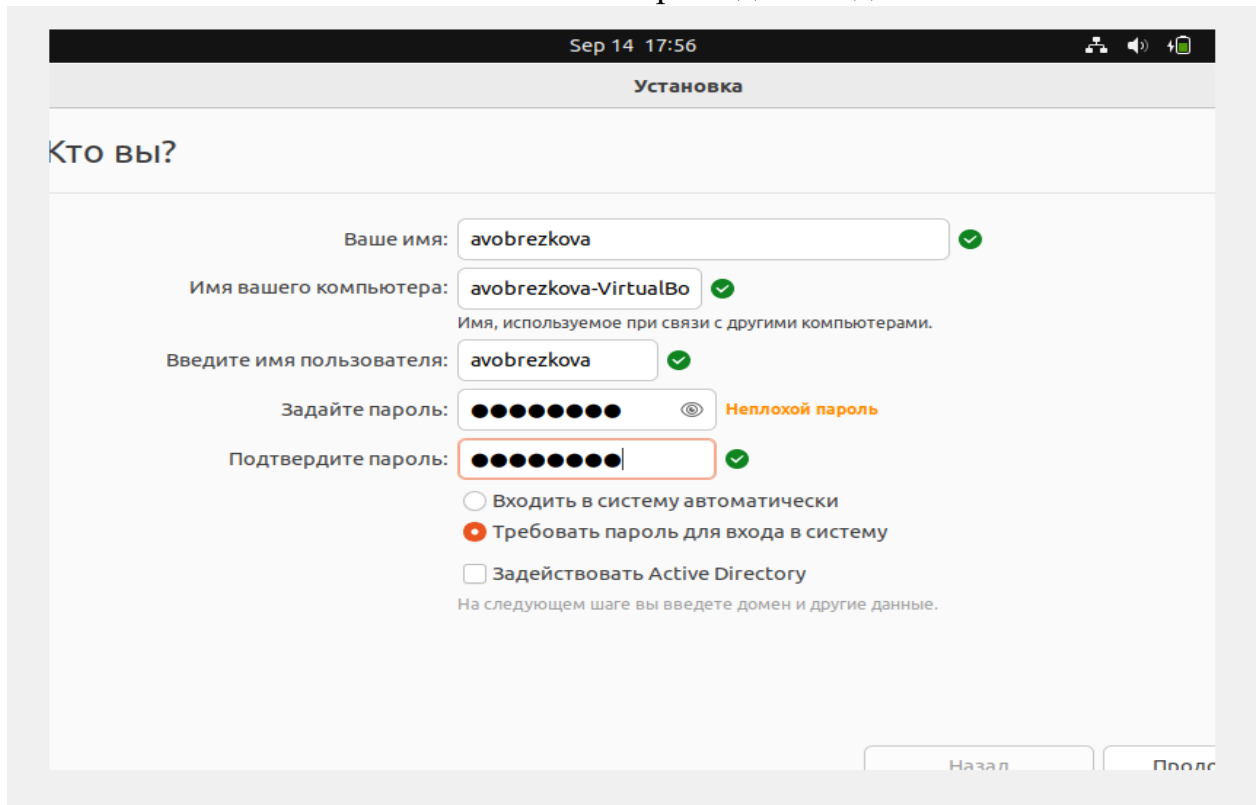 Sep 14 17:56
Установка
Кто вы?
Ваше имя: avobrezkova
Имя вашего компьютера: avobrezkova-VirtualBo
Имя, используемое при связи с другими компьютерами.
Введите имя пользователя: avobrezkova
Задайте пароль: ●●●●●●●● Неплохой пароль
Подтвердите пароль: ●●●●●●●●
Входить в систему автоматически
Требовать пароль для входа в систему
Задействовать Active Directory
На следующем шаге вы введете домен и другие данные.
Назад